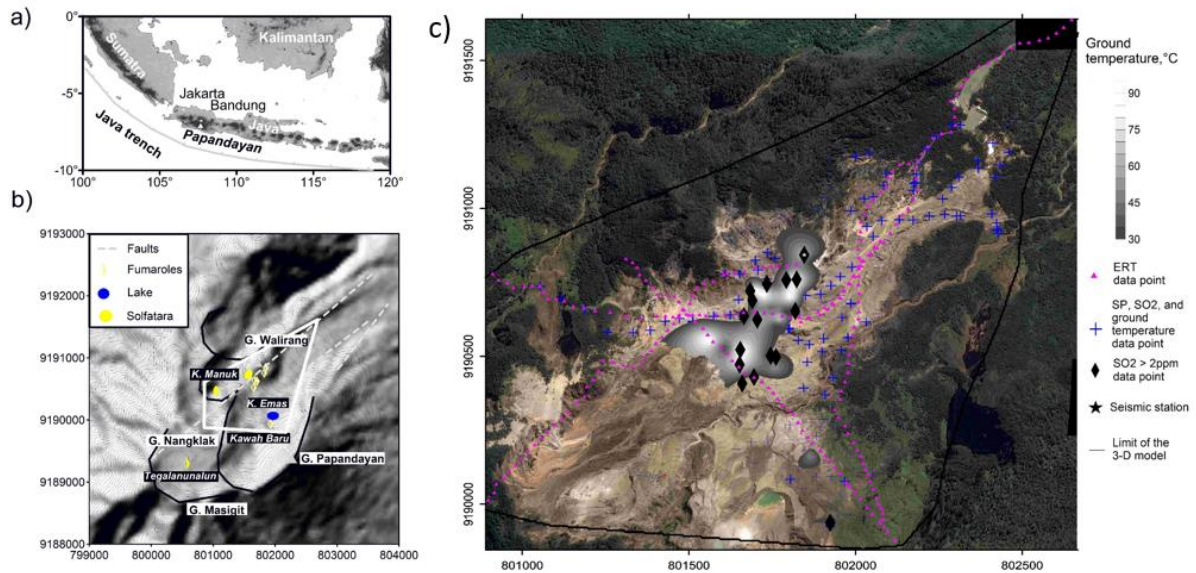 a)
Sumatra
Kalimantan
Jakarta
Bandung
Java
Papandayan
Java trench
0°
-5°
-10°
100°
105°
110°
115°
120°
b)
9193000
9192000
9191000
9190000
9189000
9188000
799000
800000
801000
802000
803000
804000
Faults
Fumaroles
Lake
Solfatara
G. Walirang
K. Manuk
K. Emas
Kawah Baru
G. Nangklak
G. Papandayan
Tegalanunalun
G. Masigit
c)
9191500
9191000
9190500
9190000
801000
801500
802000
802500
Ground
temperature,°C
90
75
60
45
30
ERT
data point
SP, SO2, and
ground
temperature
data point
SO2 > 2ppm
data point
Seismic station
Limit of the
3-D model